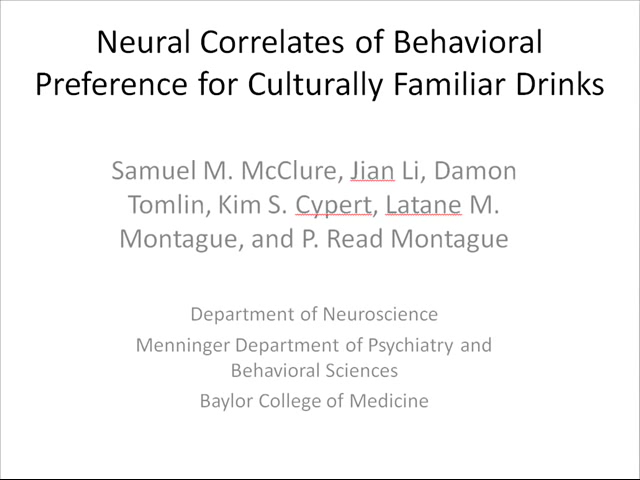 Neural Correlates of Behavioral
Preference for Culturally Familiar Drinks
Samuel M. McClure, Jian Li, Damon
Tomlin, Kim S. Cypert, Latane M.
Montague, and P. Read Montague
Department of Neuroscience
Menninger Department of Psychiatry and
Behavioral Sciences
Baylor College of Medicine